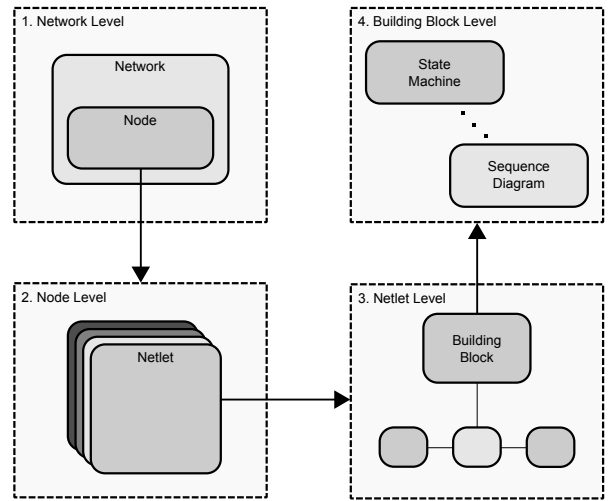 1. Network Level
Network
Node
2. Node Level
Netlet
3. Netlet Level
Building
Block
4. Building Block Level
State
Machine
Sequence
Diagram